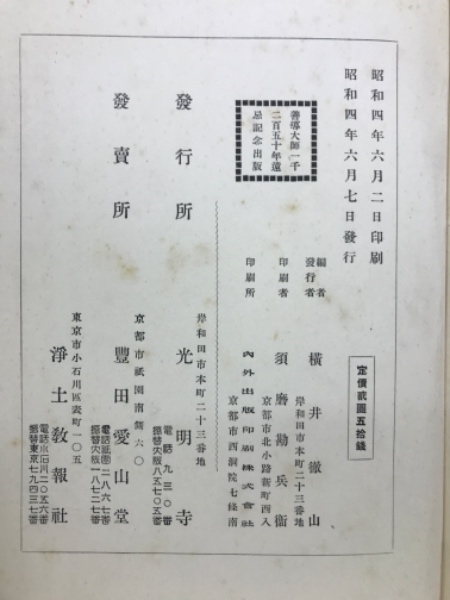 昭和四年六月二日印刷
昭和四年六月七日發行
定價貳圓五拾錢
善導大師一千
二百五十年遠
忌記念出版
編者
發行者
橫井徹山
岸和田市本町二十三番地
印刷者
須磨勘兵衞
京都市北小路新町西入
印刷所
內外出版印刷株式會社
京都市西洞院七條南
發行所
岸和田市本町二十三番地
光明寺
電話九三〇番
振替大阪八五七〇五番
發賣所
京都市祇園南側六〇
豐田愛山堂
電話祇園二八六七番
振替大阪一八七二七番
東京市小石川區表町一〇五
淨土敎報社
電話小石川二〇五六番
振替東京七九四三七番